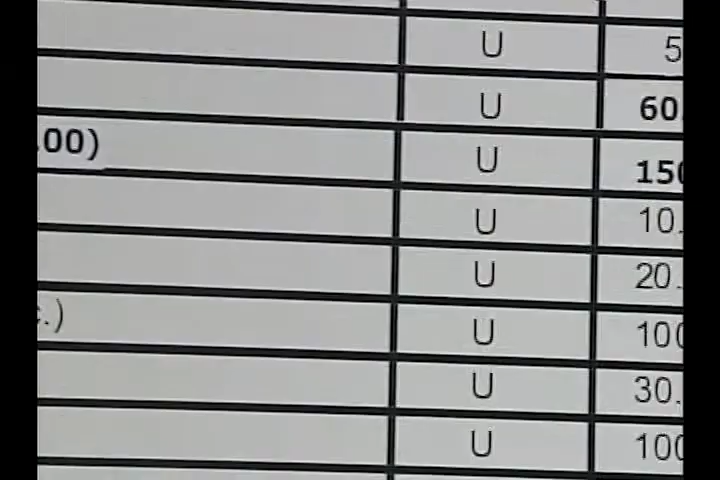 U 5
U 60
.00) U 150
U 10.
U 20.
.) U 100
U 30.
U 100